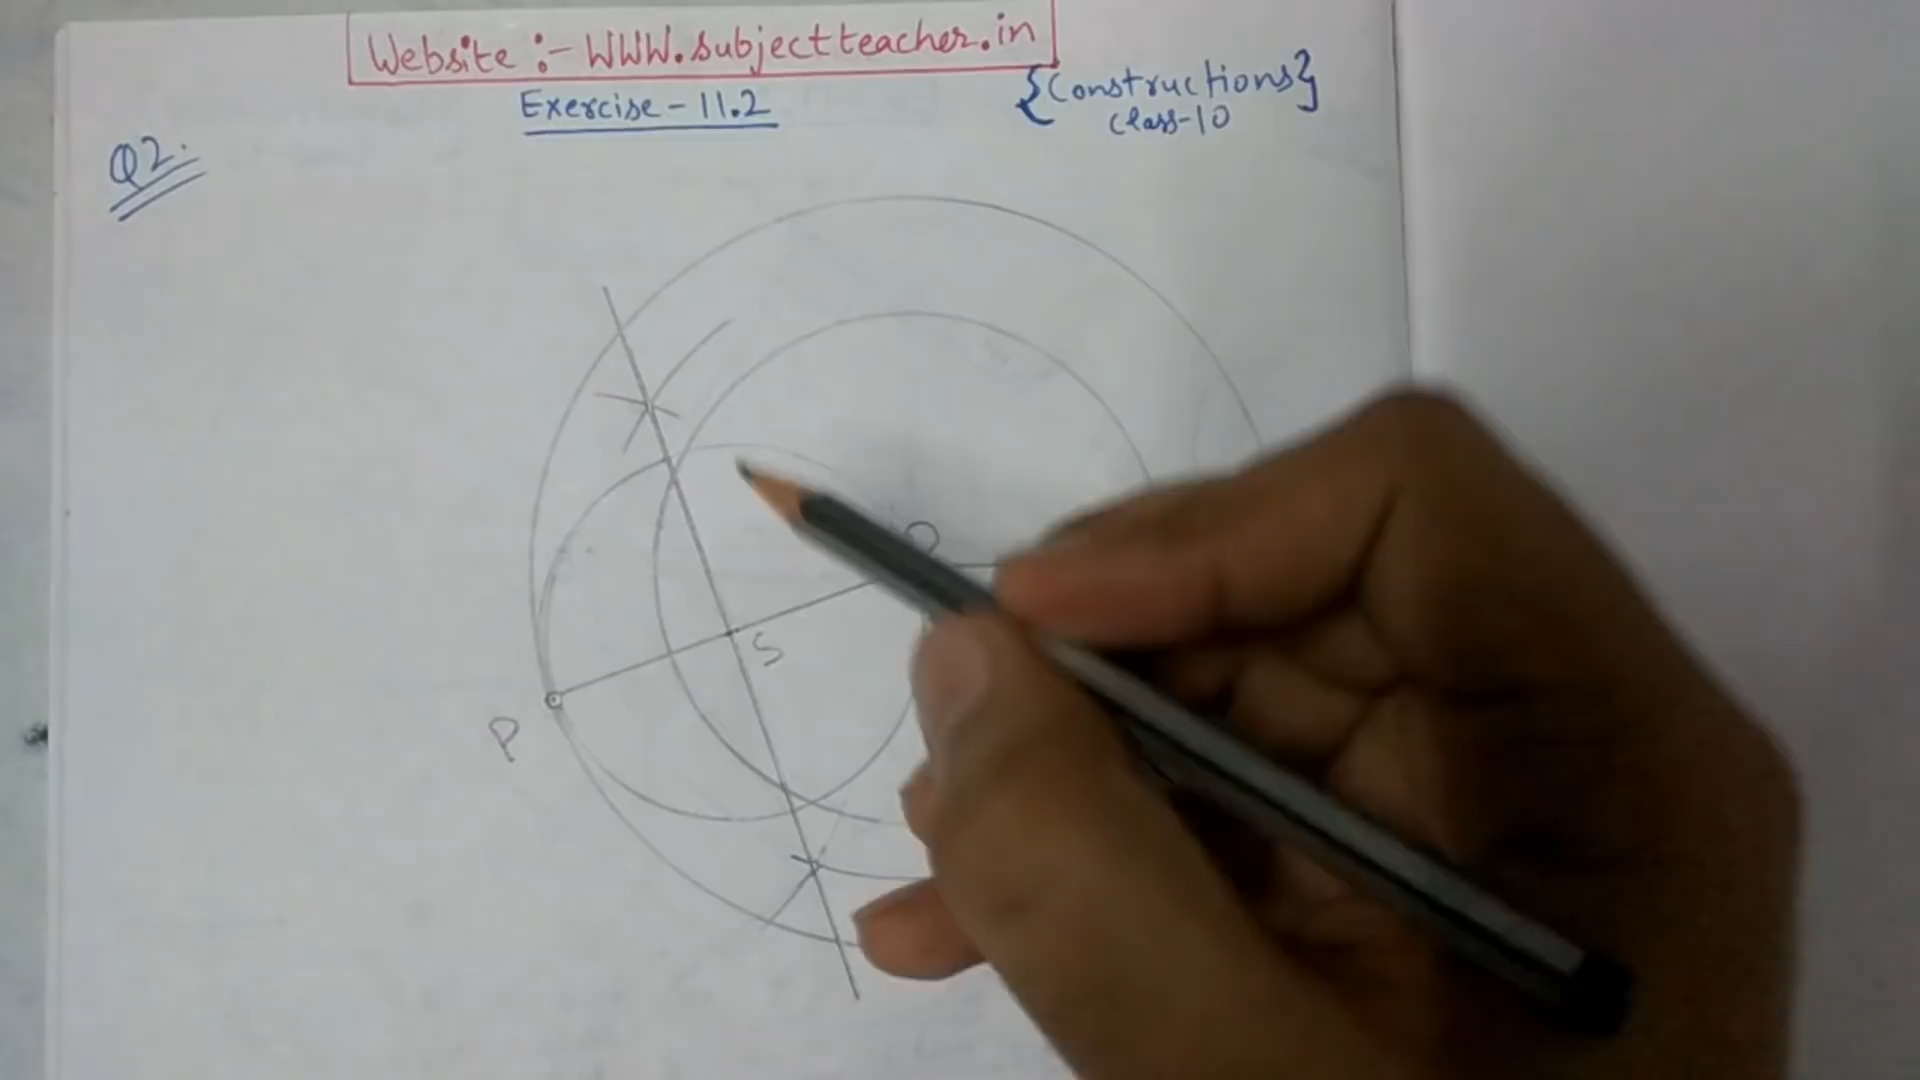 Website :- WWW.subjectteacher.in
Exercise - 11.2
{Constructions}
Class-10
Q2.
O
S
P